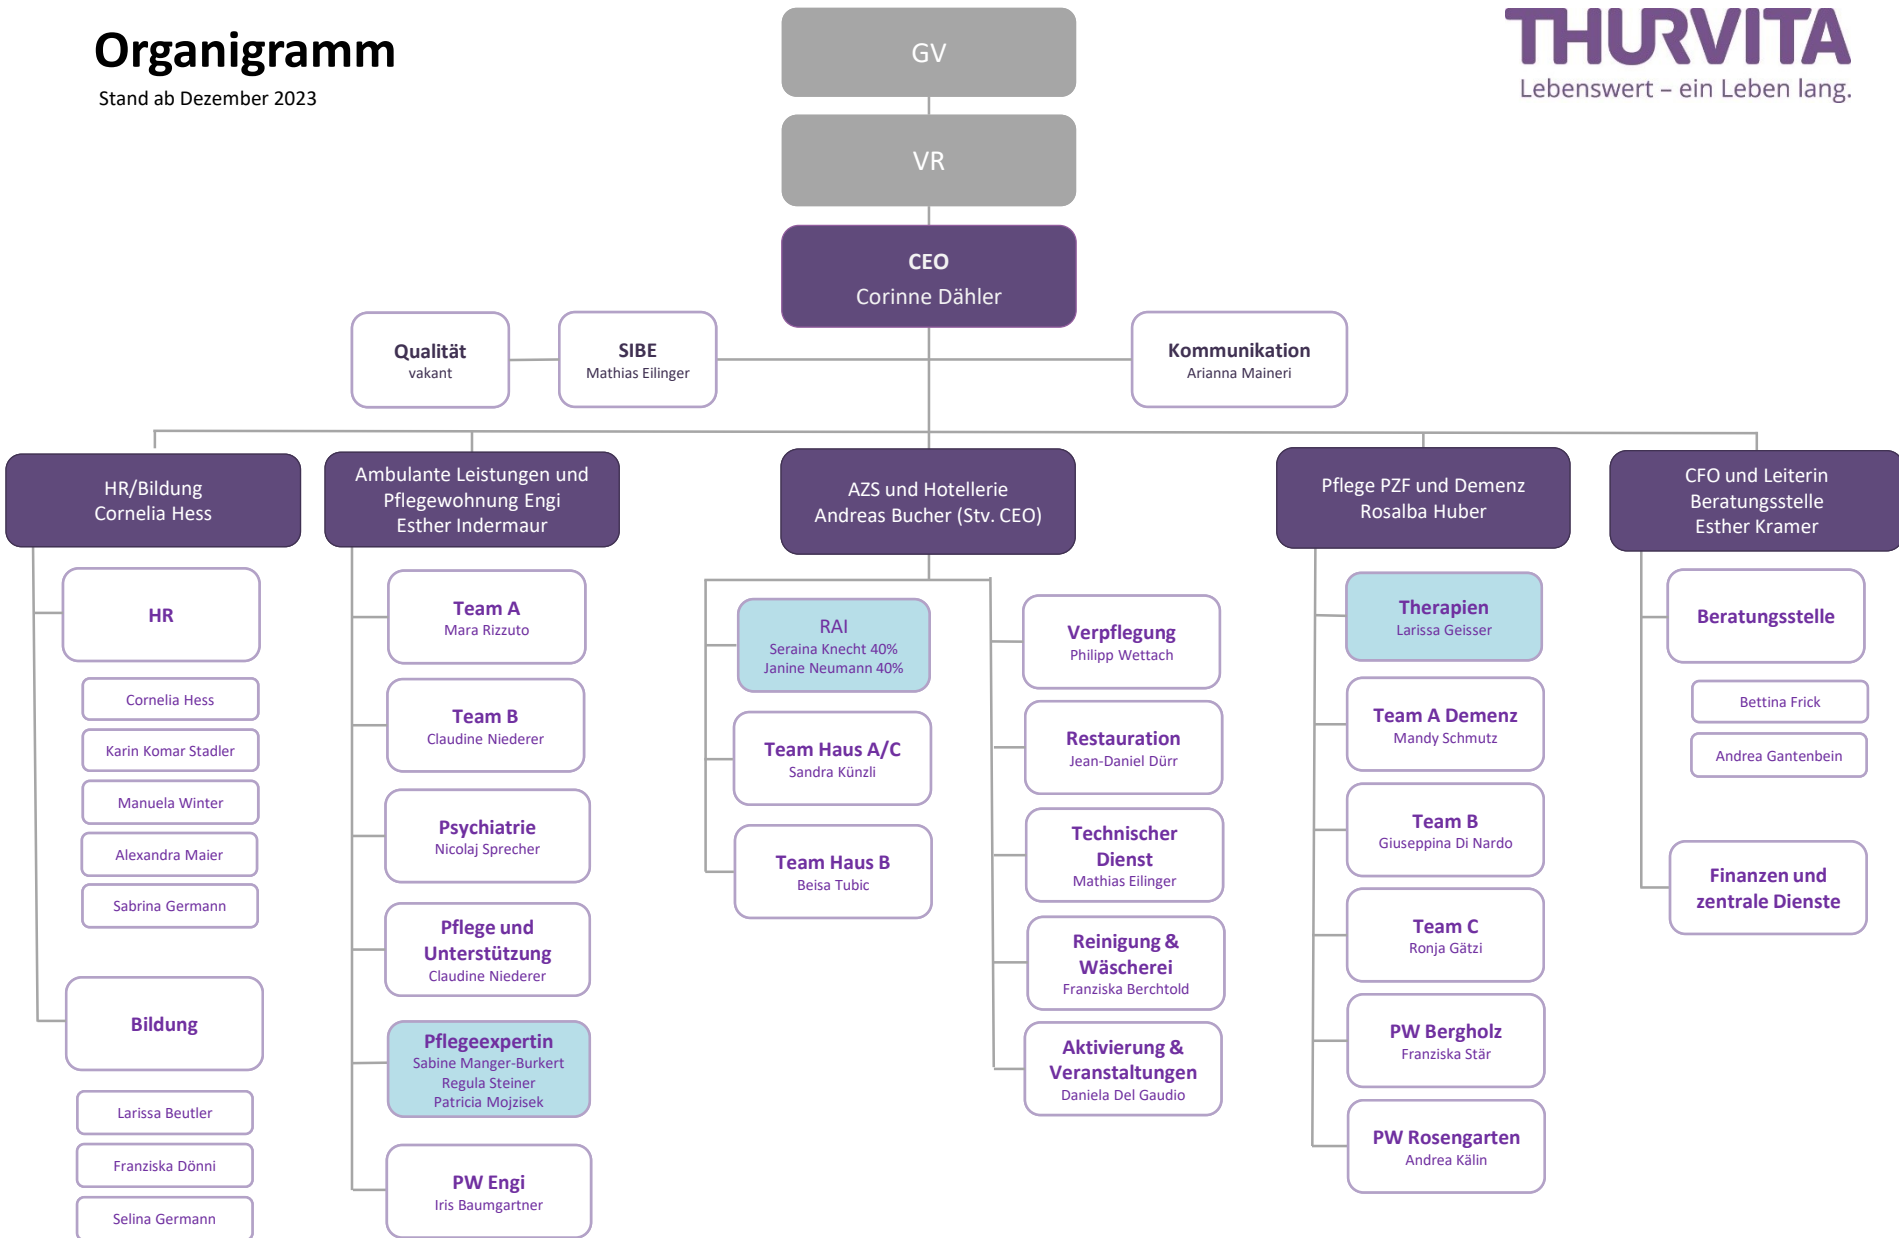 Organigramm
Stand ab Dezember 2023
THURVITA
Lebenswert – ein Leben lang.
GV
VR
CEO
Corinne Dähler
Qualität
vakant
SIBE
Mathias Eilinger
Kommunikation
Arianna Maineri
HR/Bildung
Cornelia Hess
HR
Cornelia Hess
Karin Komar Stadler
Manuela Winter
Alexandra Maier
Sabrina Germann
Bildung
Larissa Beutler
Franziska Dönni
Selina Germann
Ambulante Leistungen und
Pflegewohnung Engi
Esther Indermaur
Team A
Mara Rizzuto
Team B
Claudine Niederer
Psychiatrie
Nicolaj Sprecher
Pflege und
Unterstützung
Claudine Niederer
Pflegeexpertin
Sabine Manger-Burkert
Regula Steiner
Patricia Mojzisek
PW Engi
Iris Baumgartner
AZS und Hotellerie
Andreas Bucher (Stv. CEO)
RAI
Seraina Knecht 40%
Janine Neumann 40%
Team Haus A/C
Sandra Künzli
Team Haus B
Beisa Tubic
Verpflegung
Philipp Wettach
Restauration
Jean-Daniel Dürr
Technischer
Dienst
Mathias Eilinger
Reinigung &
Wäscherei
Franziska Berchtold
Aktivierung &
Veranstaltungen
Daniela Del Gaudio
Pflege PZF und Demenz
Rosalba Huber
Therapien
Larissa Geisser
Team A Demenz
Mandy Schmutz
Team B
Giuseppina Di Nardo
Team C
Ronja Gätzi
PW Bergholz
Franziska Stär
PW Rosengarten
Andrea Kälin
CFO und Leiterin
Beratungsstelle
Esther Kramer
Beratungsstelle
Bettina Frick
Andrea Gantenbein
Finanzen und
zentrale Dienste